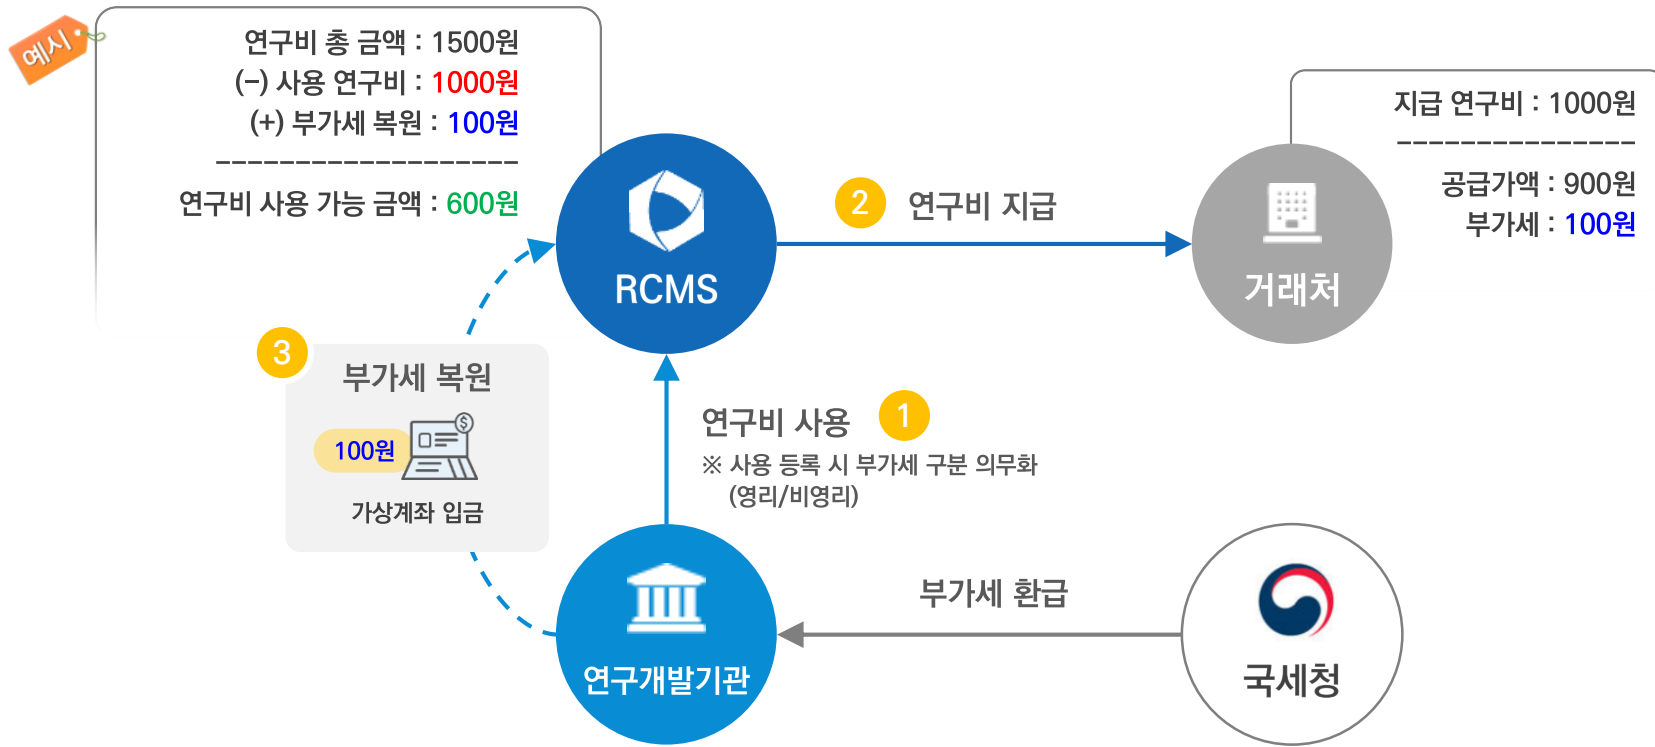 예시
연구비 총 금액 : 1500원
(-) 사용 연구비 : 1000원
(+) 부가세 복원 : 100원
-------------------
연구비 사용 가능 금액 : 600원
RCMS
2 연구비 지급
지급 연구비 : 1000원
---------------
공급가액 : 900원
부가세 : 100원
거래처
3
부가세 복원
100원
가상계좌 입금
연구비 사용 1
※ 사용 등록 시 부가세 구분 의무화
(영리/비영리)
연구개발기관
부가세 환급
국세청